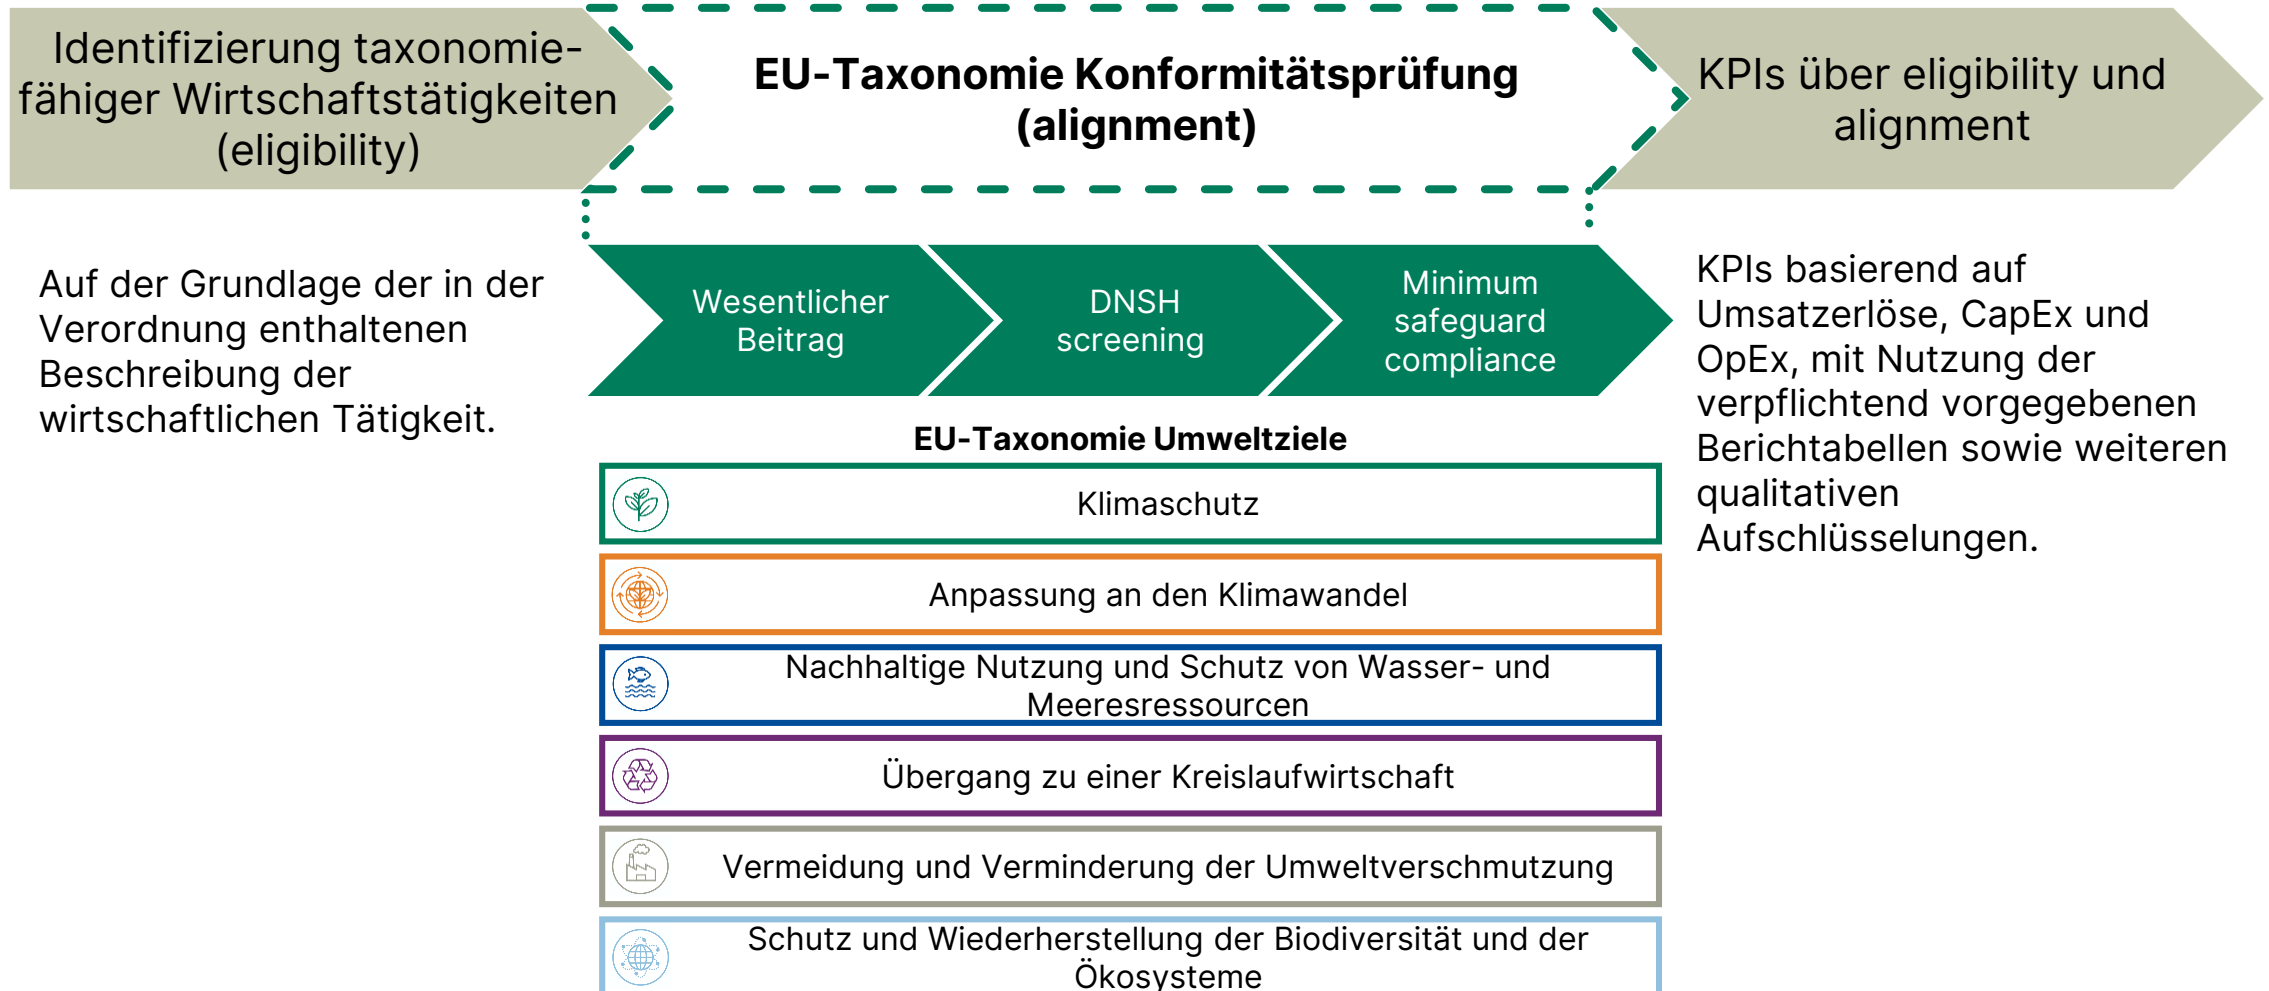 Identifizierung taxonomie-
fähiger Wirtschaftstätigkeiten
(eligibility)
EU-Taxonomie Konformitätsprüfung
(alignment)
KPIs über eligibility und
alignment
Auf der Grundlage der in der
Verordnung enthaltenen
Beschreibung der
wirtschaftlichen Tätigkeit.
Wesentlicher
Beitrag
DNSH
screening
Minimum
safeguard
compliance
EU-Taxonomie Umweltziele
Klimaschutz
Anpassung an den Klimawandel
Nachhaltige Nutzung und Schutz von Wasser- und
Meeresressourcen
Übergang zu einer Kreislaufwirtschaft
Vermeidung und Verminderung der Umweltverschmutzung
Schutz und Wiederherstellung der Biodiversität und der
Ökosysteme
KPIs basierend auf
Umsatzerlöse, CapEx und
OpEx, mit Nutzung der
verpflichtend vorgegebenen
Berichtabellen sowie weiteren
qualitativen
Aufschlüsselungen.